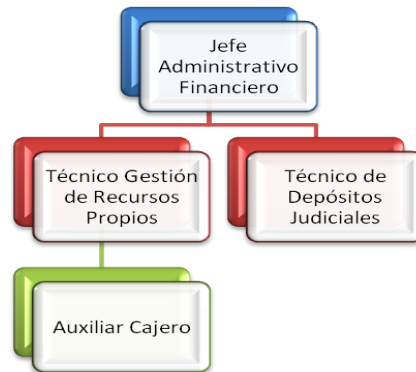 Jefe
Administrativo
Financiero
Técnico Gestión
de Recursos
Propios
Técnico de
Depósitos
Judiciales
Auxiliar Cajero